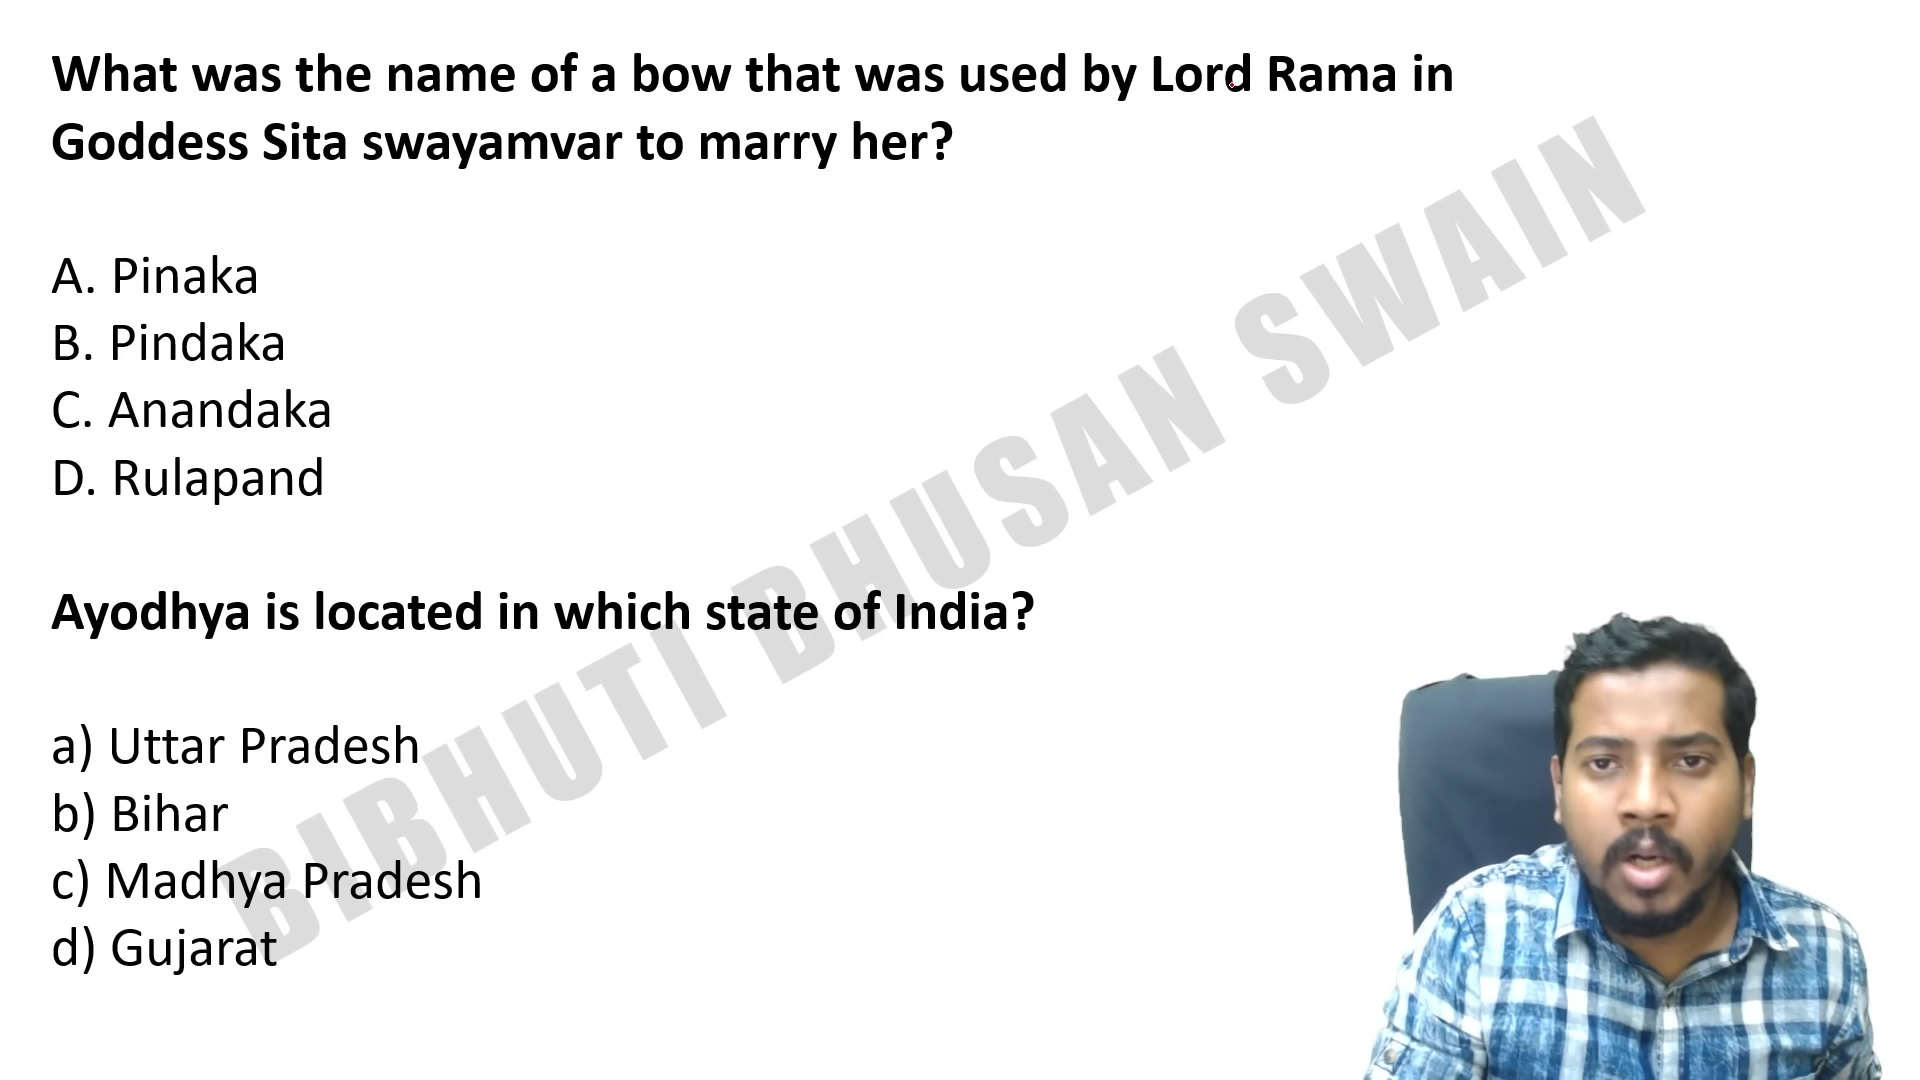 What was the name of a bow that was used by Lord Rama in
Goddess Sita swayamvar to marry her?
A. Pinaka
B. Pindaka
C. Anandaka
D. Rulapand
Ayodhya is located in which state of India?
a) Uttar Pradesh
b) Bihar
c) Madhya Pradesh
d) Gujarat
BIBHUTI BHUSAN SWAIN